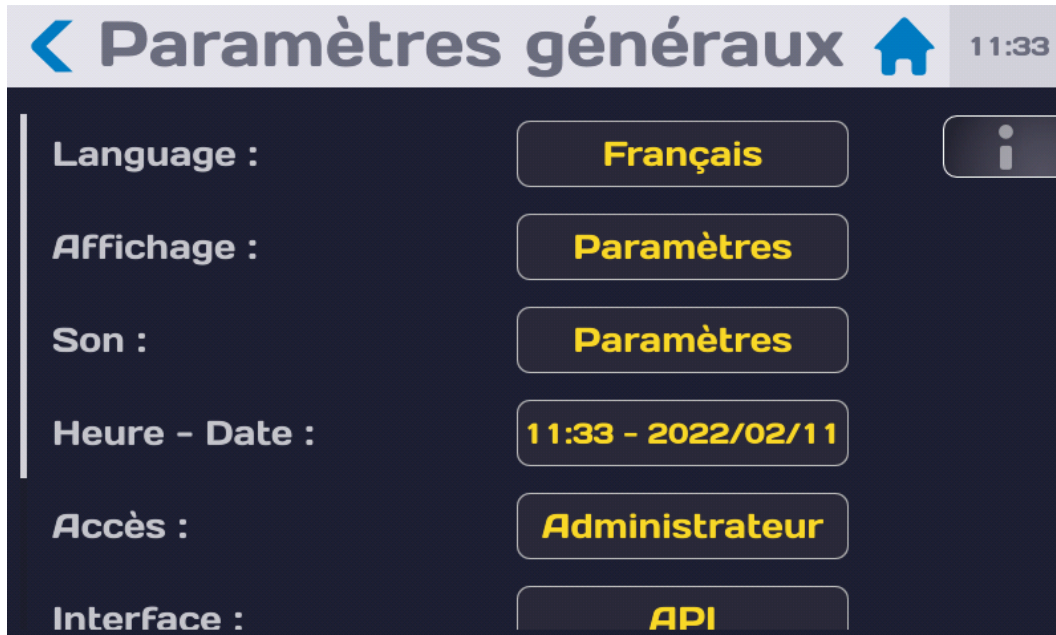 Paramètres généraux 11:33
Language : Français
Affichage : Paramètres
Son : Paramètres
Heure - Date : 11:33 - 2022/02/11
Accès : Administrateur
Interface : API